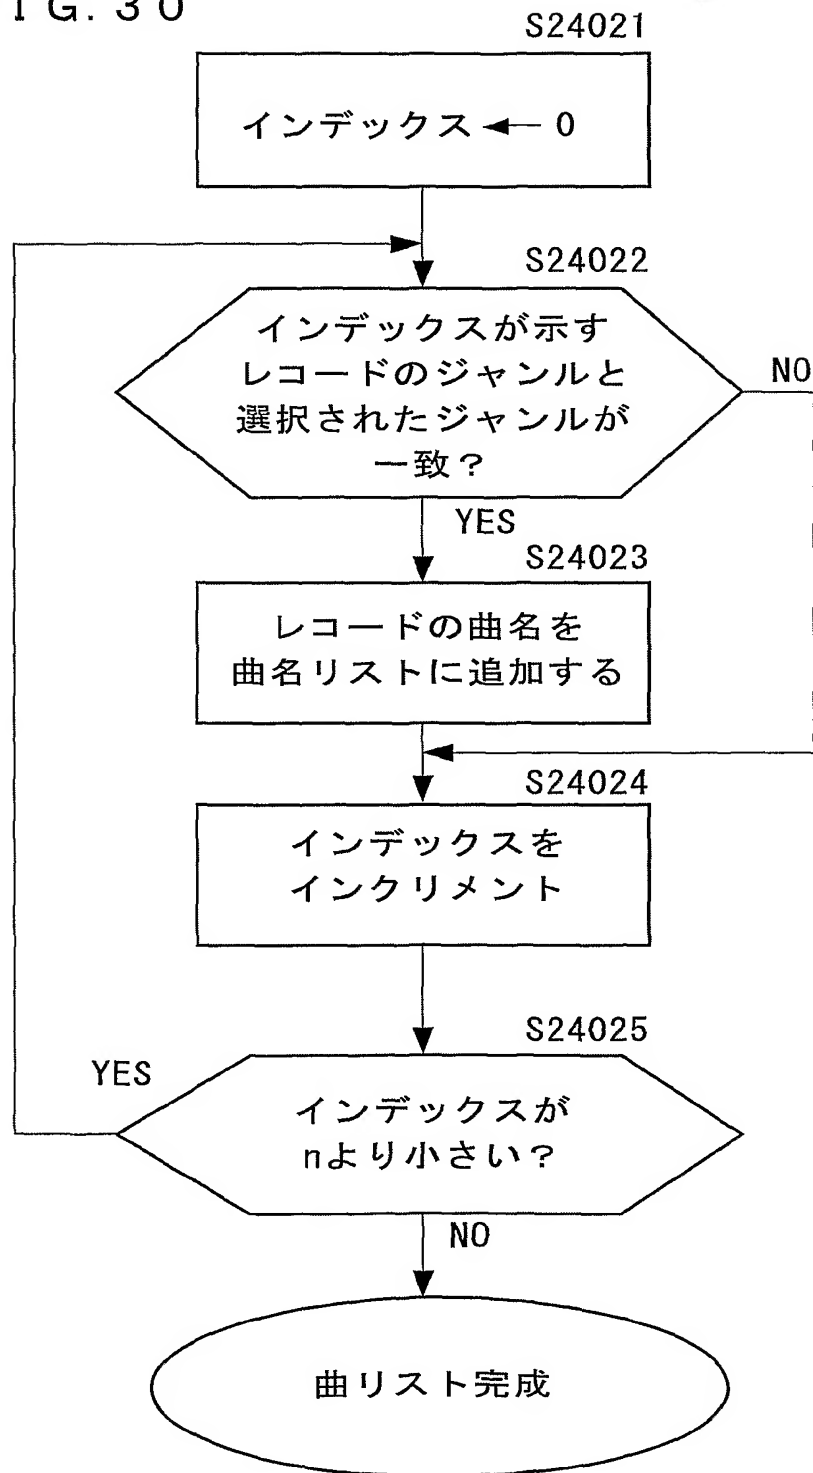 IG. 30
S24021
インデックス ← 0
S24022
インデックスが示す
レコードのジャンルと
選択されたジャンルが
一致?
NO
YES
S24023
レコードの曲名を
曲名リストに追加する
S24024
インデックスを
インクリメント
S24025
YES
インデックスが
nより小さい?
NO
曲リスト完成